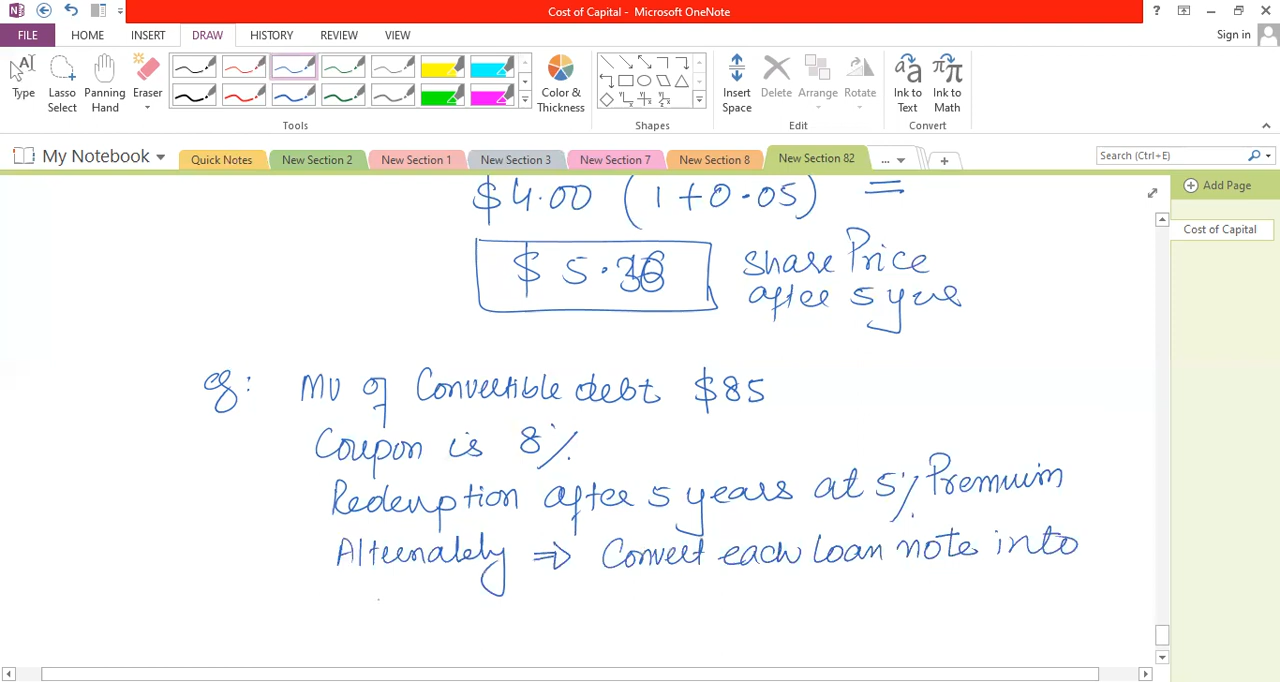 Cost of Capital - Microsoft OneNote
FILE HOME INSERT DRAW HISTORY REVIEW VIEW Sign in
Type Lasso Select Panning Hand Eraser Color & Thickness Insert Space Delete Arrange Rotate Ink to Text Ink to Math
Tools Shapes Edit Convert
My Notebook Quick Notes New Section 2 New Section 1 New Section 3 New Section 7 New Section 8 New Section 82 ... Search (Ctrl+E)
Add Page
Cost of Capital
$4.00 (1+0.05) =
$ 5.36 Share Price
after 5 yrs
eg: MV of Convertible debt $85
Coupon is 8%
Redemption after 5 years at 5% Premium
Alternately ⇒ Convert each loan note into